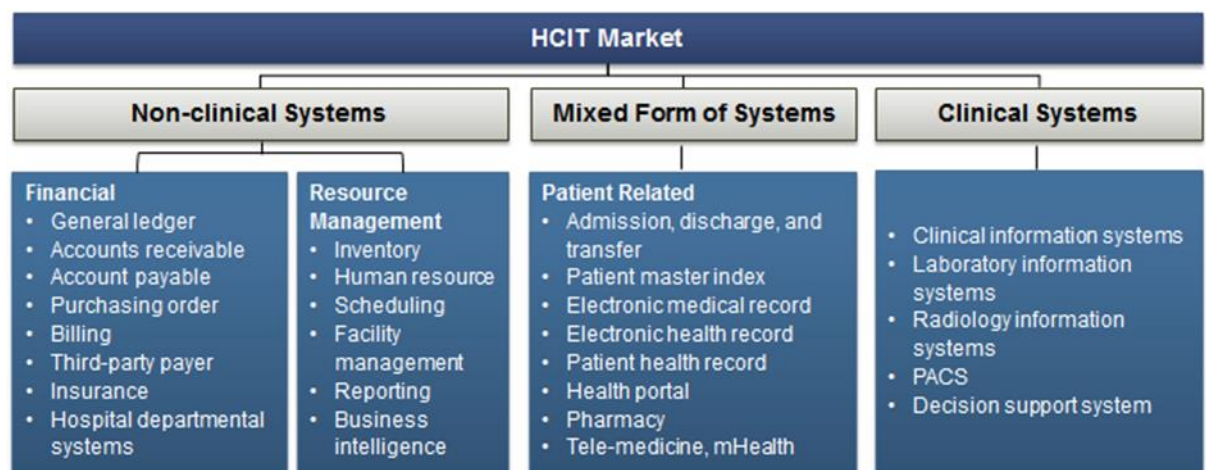 HCIT Market
Non-clinical Systems
Mixed Form of Systems
Clinical Systems
Financial
• General ledger
• Accounts receivable
• Account payable
• Purchasing order
• Billing
• Third-party payer
• Insurance
• Hospital departmental
systems
Resource
Management
• Inventory
• Human resource
• Scheduling
• Facility
management
• Reporting
• Business
intelligence
Patient Related
• Admission, discharge, and
transfer
• Patient master index
• Electronic medical record
• Electronic health record
• Patient health record
• Health portal
• Pharmacy
• Tele-medicine, mHealth
• Clinical information systems
• Laboratory information
systems
• Radiology information
systems
• PACS
• Decision support system